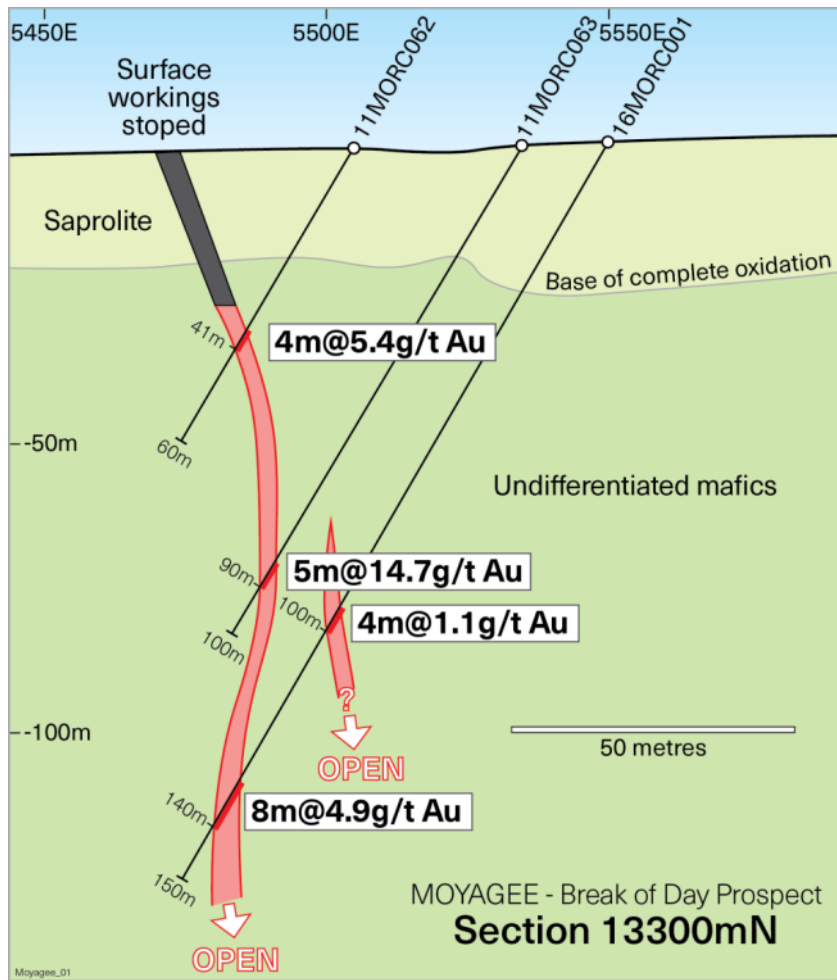 5450E
5500E
5550E
11MORC062
11MORC063
16MORC001
Surface
workings
stoped
Saprolite
Base of complete oxidation
41m
4m@5.4g/t Au
60m
-50m
Undifferentiated mafics
90m
5m@14.7g/t Au
100m
100m
4m@1.1g/t Au
?
OPEN
-100m
50 metres
140m
8m@4.9g/t Au
150m
OPEN
MOYAGEE - Break of Day Prospect
Section 13300mN
Moyagee_01